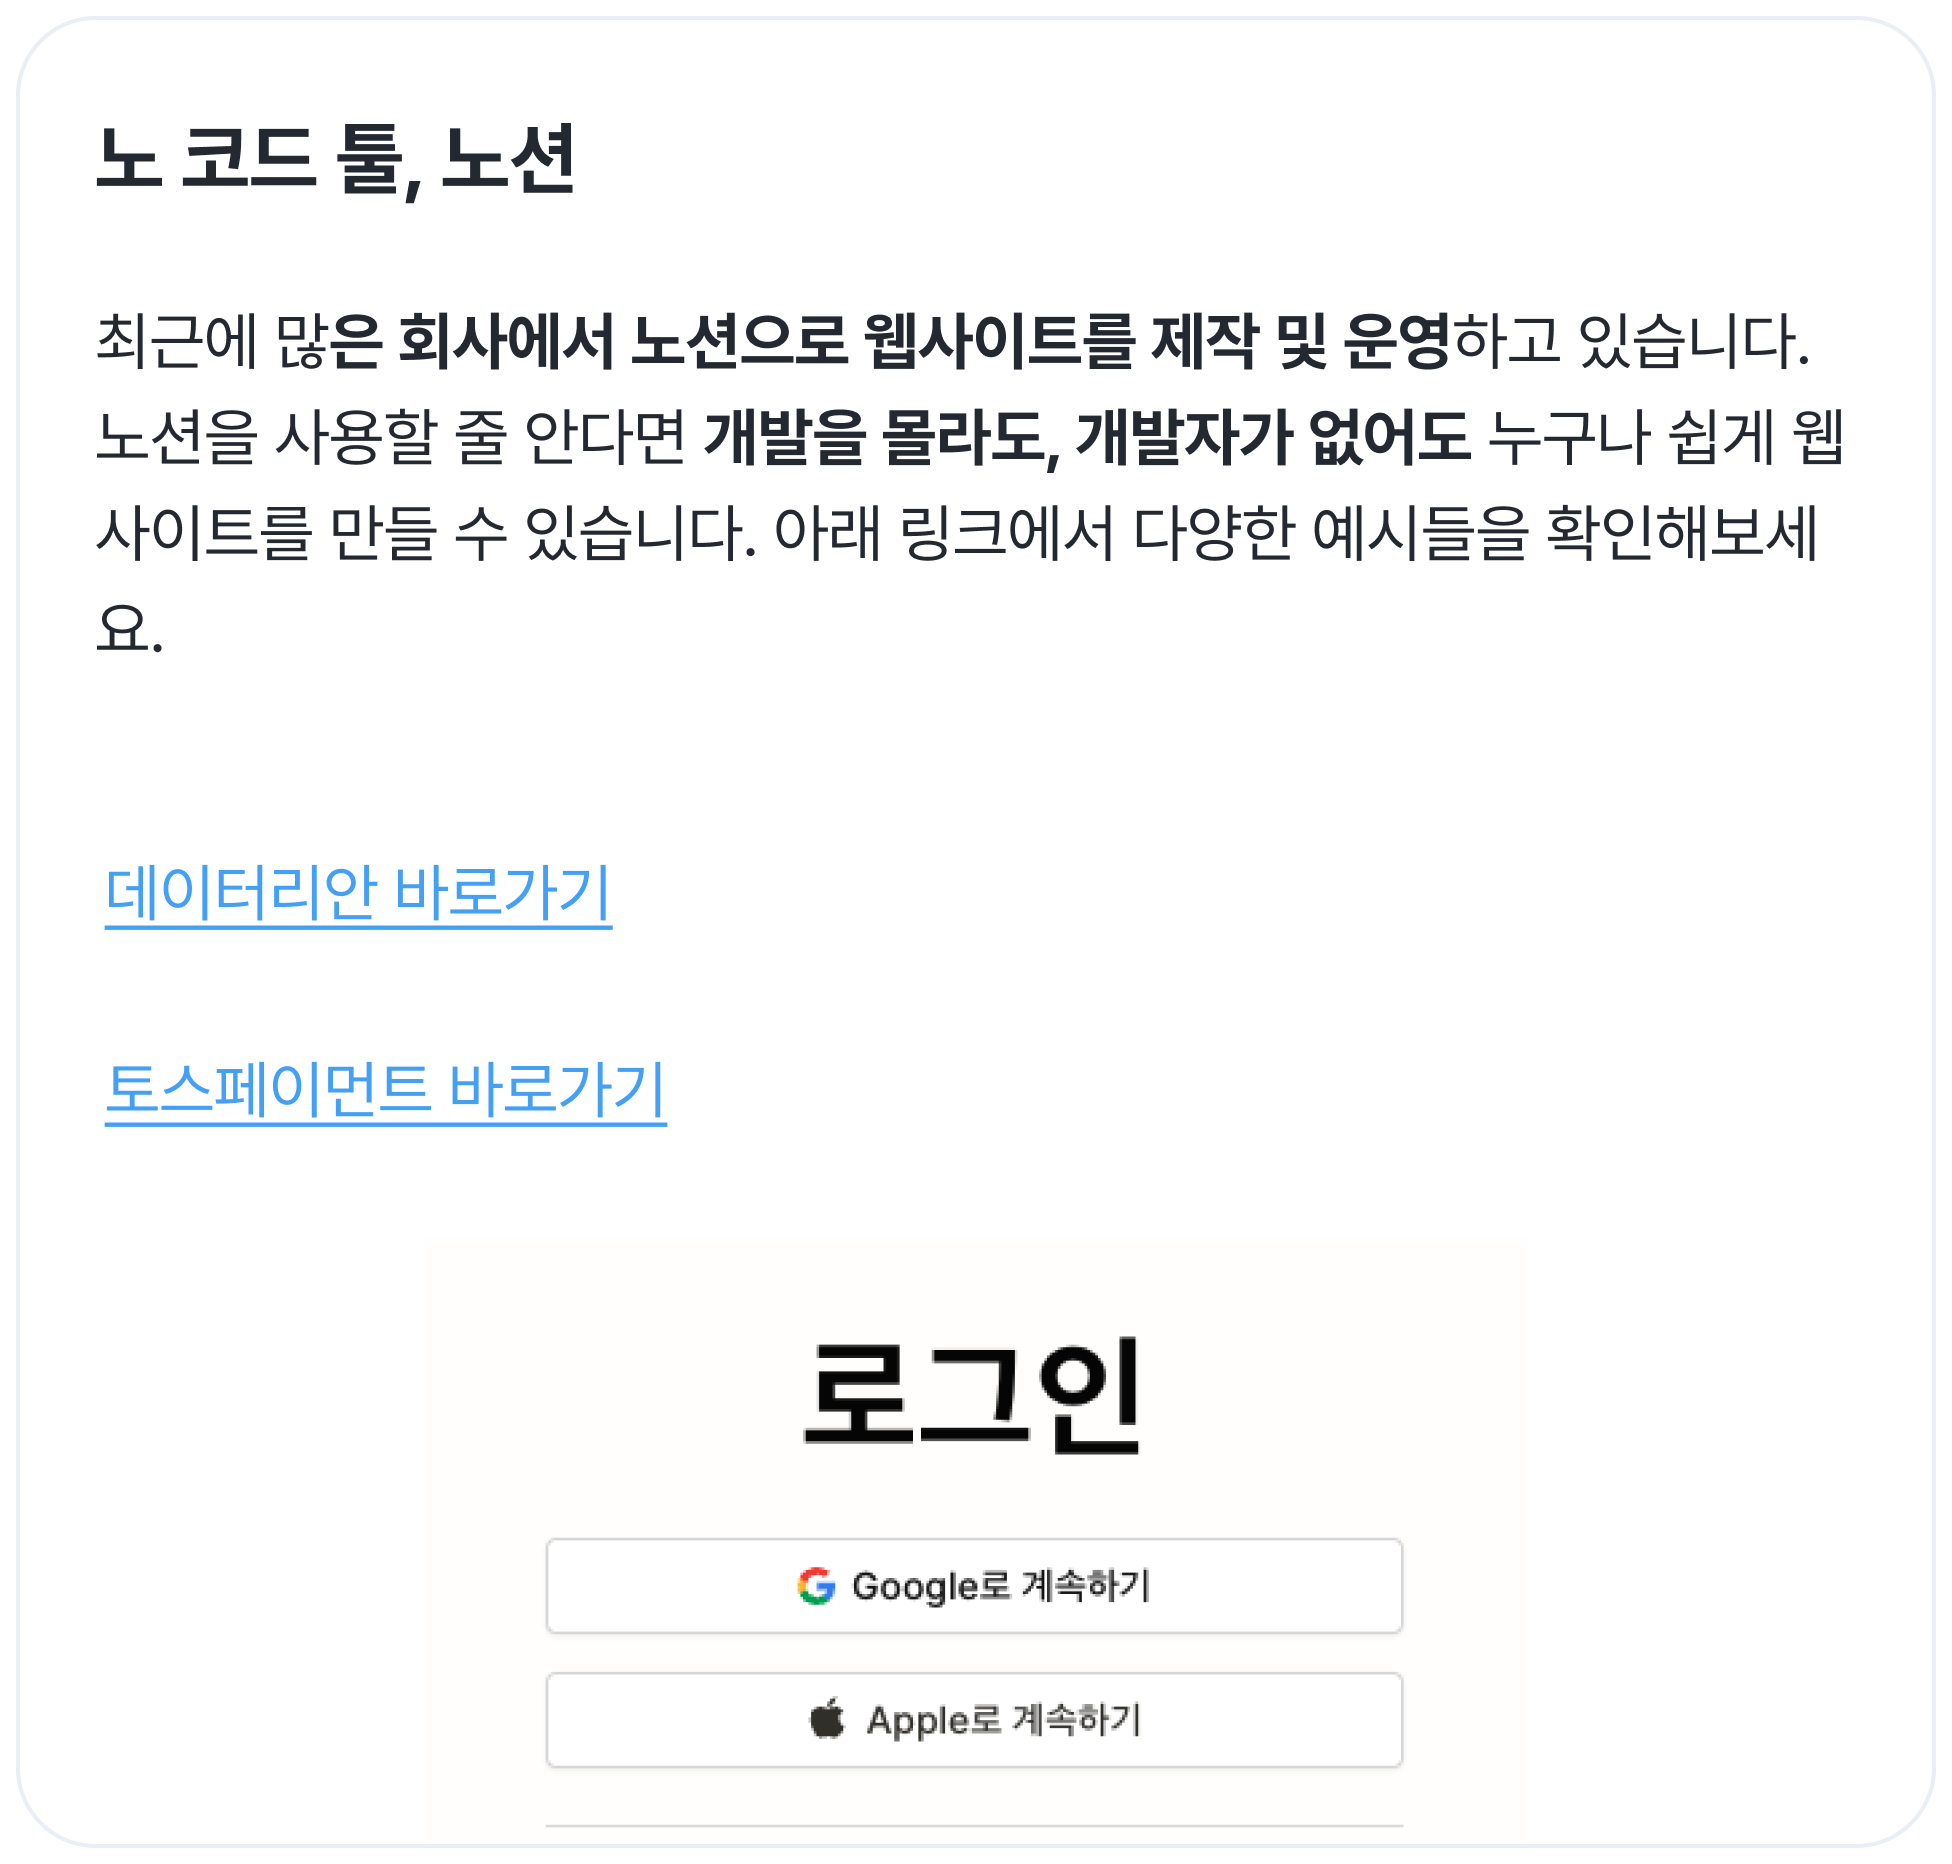 노 코드 툴, 노션
최근에 많은 회사에서 노션으로 웹사이트를 제작 및 운영하고 있습니다.
노션을 사용할 줄 안다면 개발을 몰라도, 개발자가 없어도 누구나 쉽게 웹
사이트를 만들 수 있습니다. 아래 링크에서 다양한 예시들을 확인해보세
요.
데이터리안 바로가기
토스페이먼트 바로가기
로그인
Google로 계속하기
Apple로 계속하기